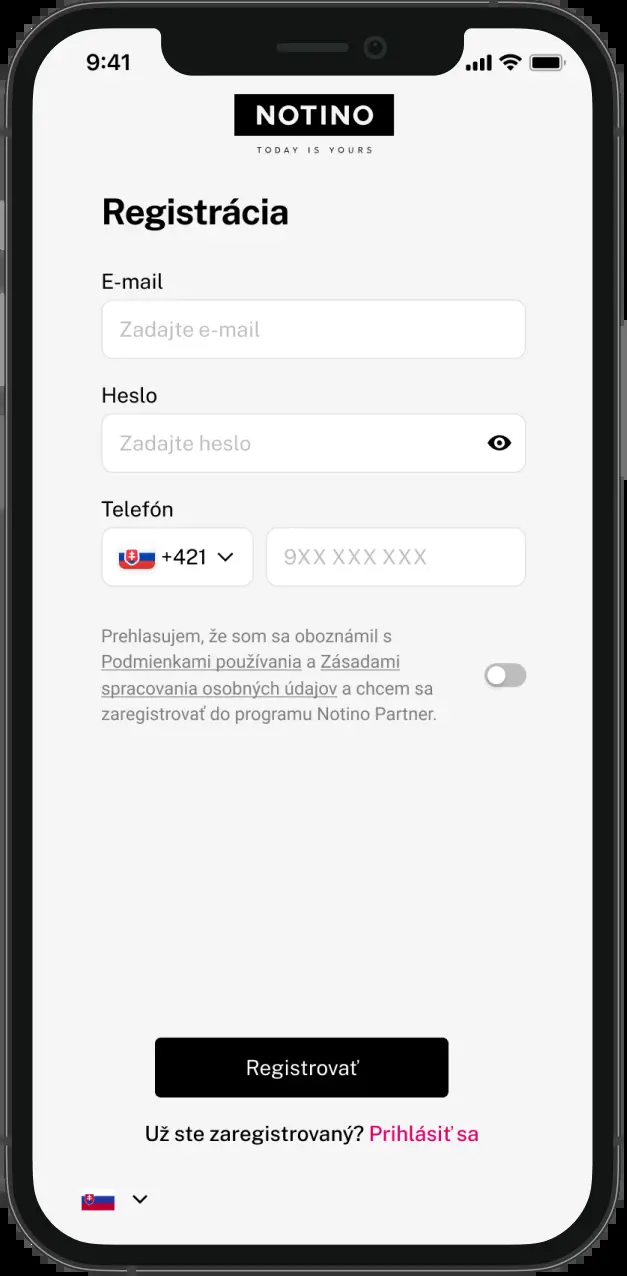 9:41
NOTINO
TODAY IS YOURS
Registrácia
E-mail
Zadajte e-mail
Heslo
Zadajte heslo
Telefón
+421
9XX XXX XXX
Prehlasujem, že som sa oboznámil s
Podmienkami používania a Zásadami
spracovania osobných údajov a chcem sa
zaregistrovať do programu Notino Partner.
Registrovať
Už ste zaregistrovaný? Prihlásiť sa